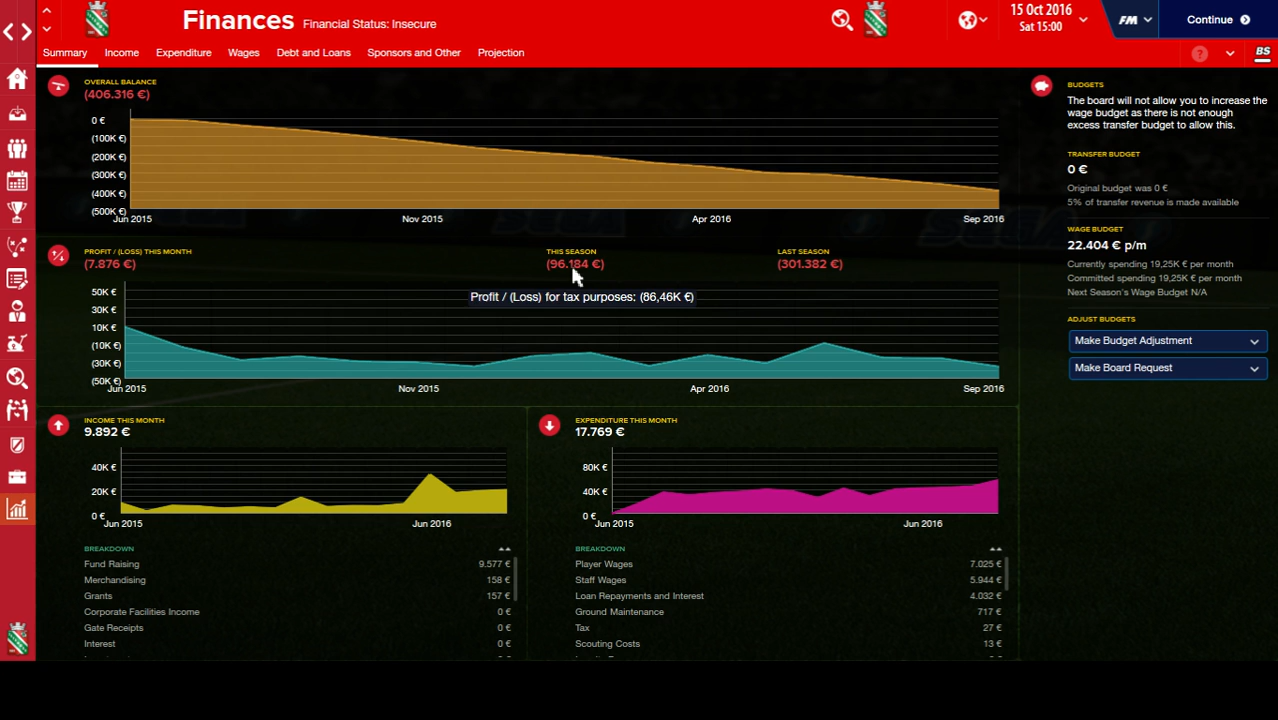 Finances Financial Status: Insecure
15 Oct 2016
Sat 15:00
FM
Continue
Summary Income Expenditure Wages Debt and Loans Sponsors and Other Projection
?
BS
OVERALL BALANCE
(406.316 €)
0 €
(100K €)
(200K €)
(300K €)
(400K €)
(500K €)
Jun 2015 Nov 2015 Apr 2016 Sep 2016
PROFIT / (LOSS) THIS MONTH THIS SEASON LAST SEASON
(7.876 €) (96.184 €) (301.382 €)
Profit / (Loss) for tax purposes: (86,46K €)
50K €
30K €
10K €
(10K €)
(30K €)
(50K €)
Jun 2015 Nov 2015 Apr 2016 Sep 2016
INCOME THIS MONTH
9.892 €
40K €
20K €
0 €
Jun 2015 Jun 2016
BREAKDOWN
Fund Raising 9.577 €
Merchandising 158 €
Grants 157 €
Corporate Facilities Income 0 €
Gate Receipts 0 €
Interest 0 €
EXPENDITURE THIS MONTH
17.769 €
80K €
40K €
0 €
Jun 2015 Jun 2016
BREAKDOWN
Player Wages 7.025 €
Staff Wages 5.944 €
Loan Repayments and Interest 4.032 €
Ground Maintenance 717 €
Tax 27 €
Scouting Costs 13 €
BUDGETS
The board will not allow you to increase the
wage budget as there is not enough
excess transfer budget to allow this.
TRANSFER BUDGET
0 €
Original budget was 0 €
5% of transfer revenue is made available
WAGE BUDGET
22.404 € p/m
Currently spending 19,25K € per month
Committed spending 19,25K € per month
Next Season's Wage Budget N/A
ADJUST BUDGETS
Make Budget Adjustment
Make Board Request